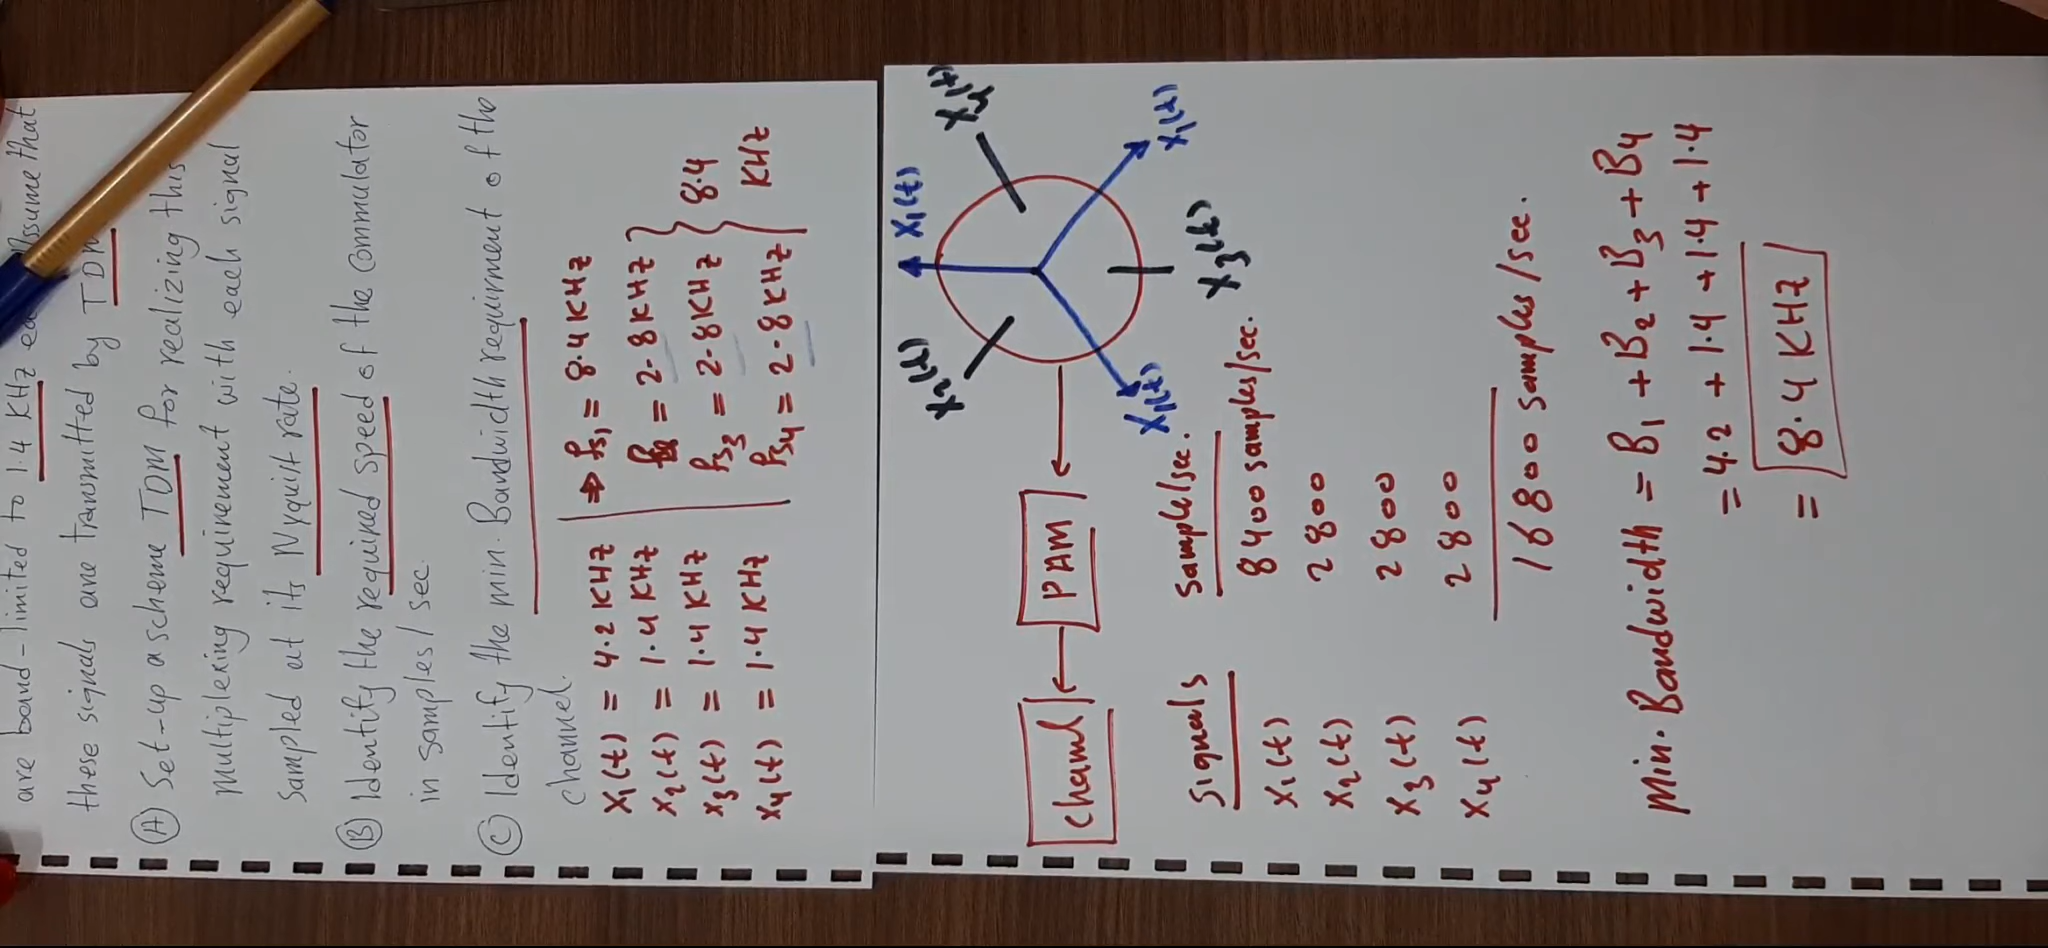 are band-limited to 1.4 KHz Assume that
these signals are transmitted by TDM
(A) Set-up a scheme TDM for realizing this
Multiplexing requirement with each signal
Sampled at its Nyquist rate.
(B) Identify the required speed of the commulator
in samples/sec.
(C) Identify the min. Bandwidth requirement of the
channel.
X1(t) = 4.2 KHz ⇒ fs1 = 8.4 KHz
X2(t) = 1.4 KHz = 2.8 KHz
X3(t) = 1.4 KHz fs3 = 2.8 KHz
X4(t) = 1.4 KHz fs4 = 2.8 KHz
8.4
KHz
X1(t)
X4(t)
X2(t)
X1(t)
X3(t)
X1(t)
Channel
PAM
Signals sample/sec.
X1(t) 8400 samples/sec.
X2(t) 2800
X3(t) 2800
X4(t) 2800
16800 samples/sec.
Min. Bandwidth = B1 + B2 + B3 + B4
= 4.2 + 1.4 + 1.4 + 1.4
= 8.4 KHz